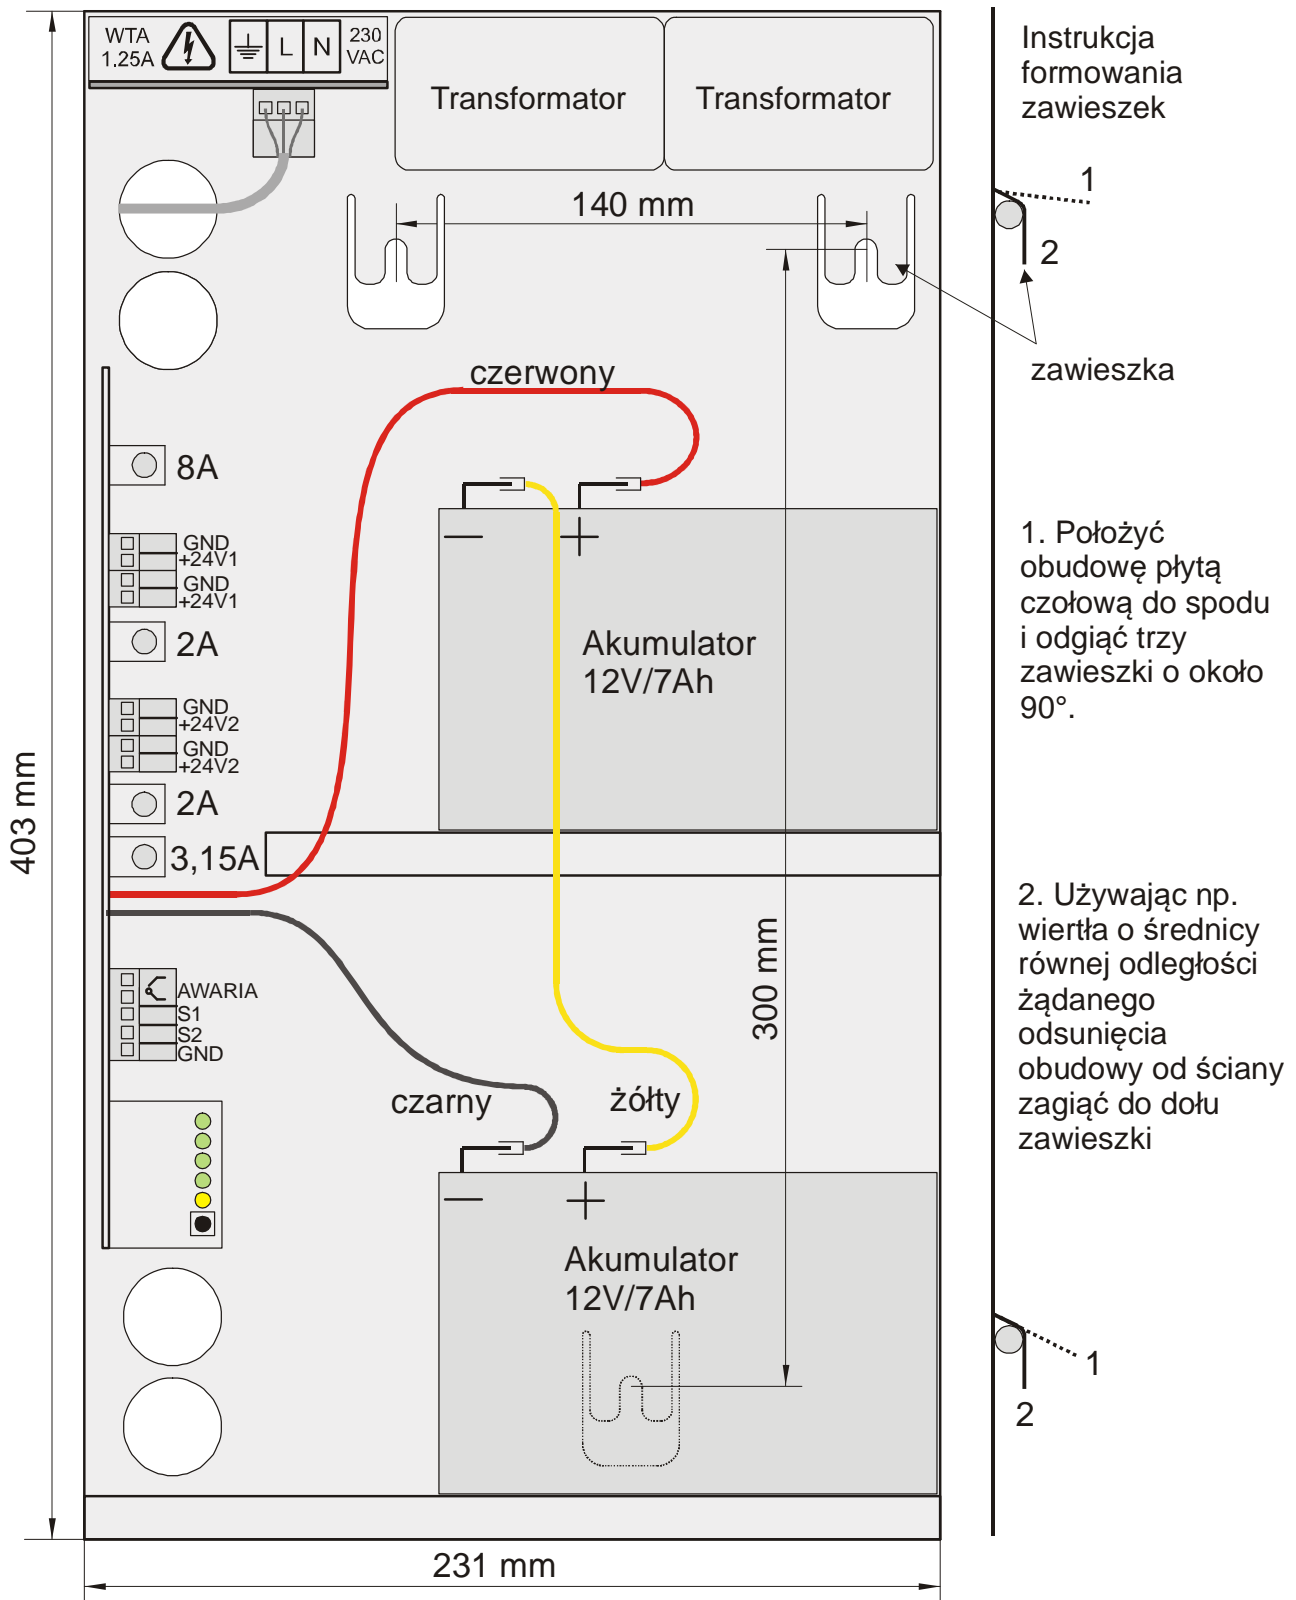 WTA
1.25A
L
N
230
VAC
Transformator
Transformator
140 mm
czerwony
8A
GND
+24V1
GND
+24V1
2A
GND
+24V2
GND
+24V2
2A
3,15A
Akumulator
12V/7Ah
403 mm
300 mm
AWARIA
S1
S2
GND
czarny
żółty
Akumulator
12V/7Ah
231 mm
Instrukcja
formowania
zawieszek
1
2
zawieszka
1. Położyć
obudowę płytą
czołową do spodu
i odgiąć trzy
zawieszki o około
90°.
2. Używając np.
wiertła o średnicy
równej odległości
żądanego
odsunięcia
obudowy od ściany
zagiąć do dołu
zawieszki
1
2